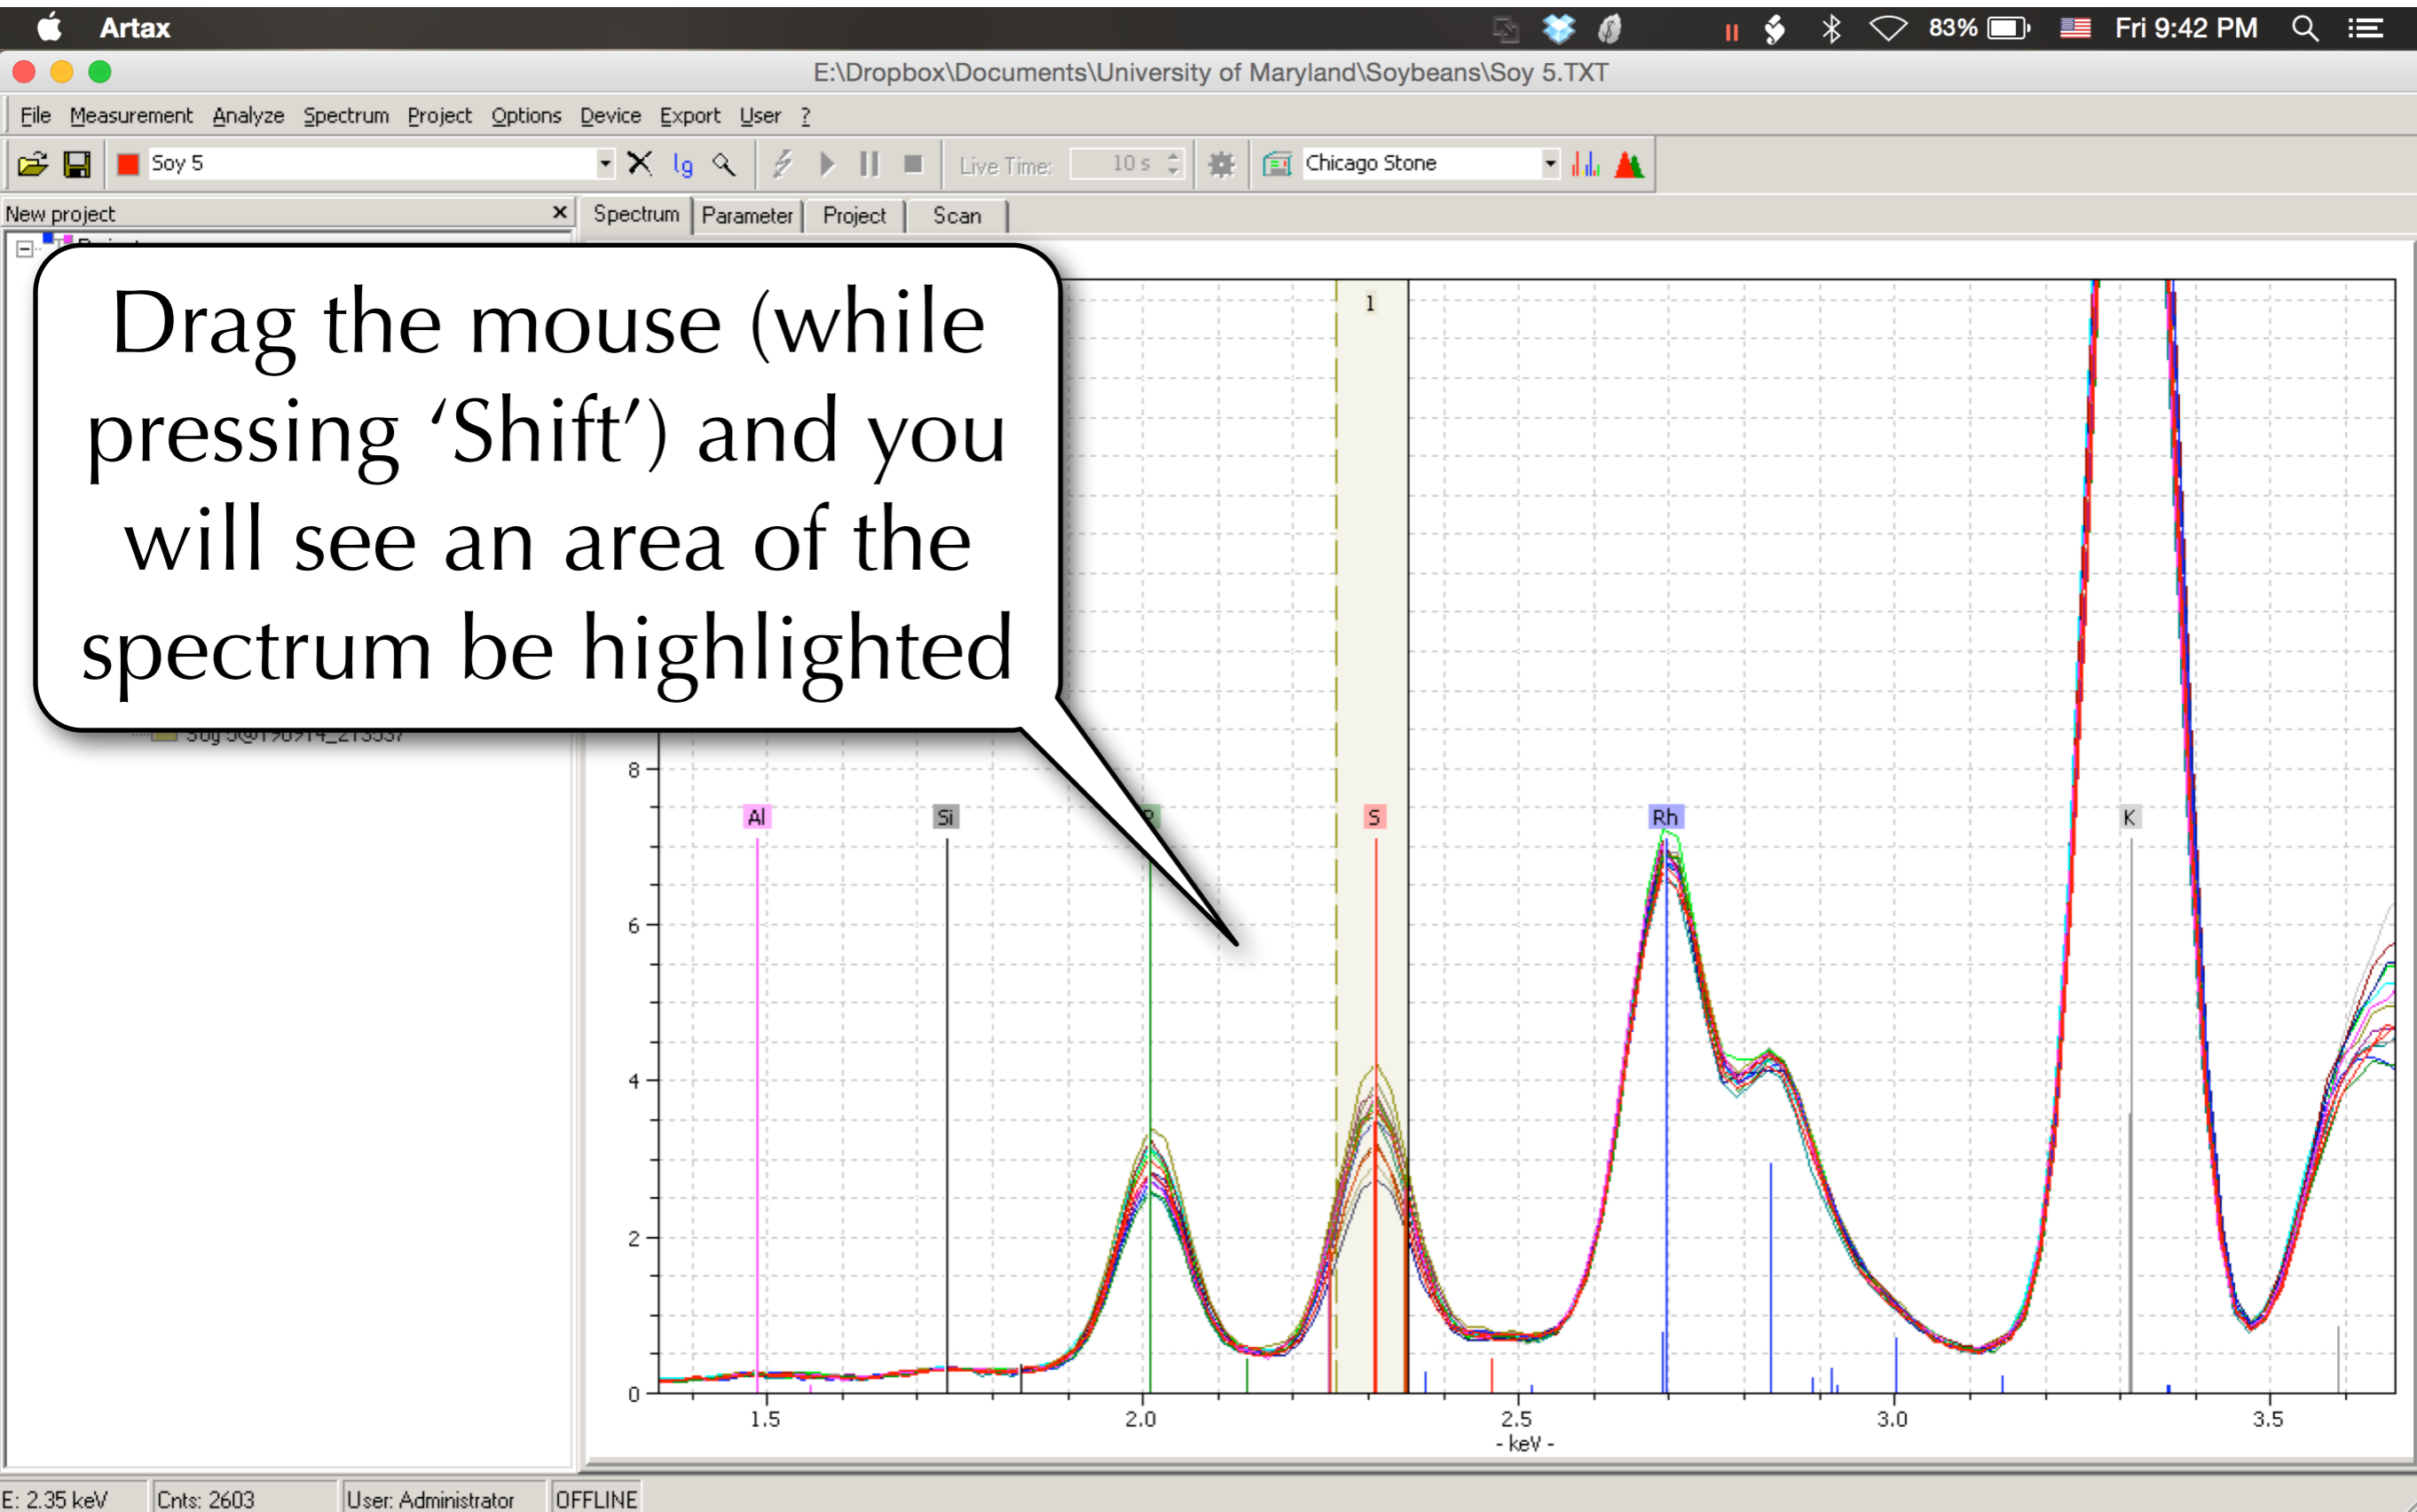 Artax
83%
Fri 9:42 PM
E:\Dropbox\Documents\University of Maryland\Soybeans\Soy 5.TXT
File Measurement Analyze Spectrum Project Options Device Export User ?
Soy 5
lg
Live Time: 10 s
Chicago Stone
New project
Spectrum Parameter Project Scan
Drag the mouse (while
pressing ‘Shift’) and you
will see an area of the
spectrum be highlighted
1
8
Al Si S Rh K
6
4
2
0
1.5 2.0 2.5 3.0 3.5
- keV -
E: 2.35 keV Cnts: 2603 User: Administrator OFFLINE